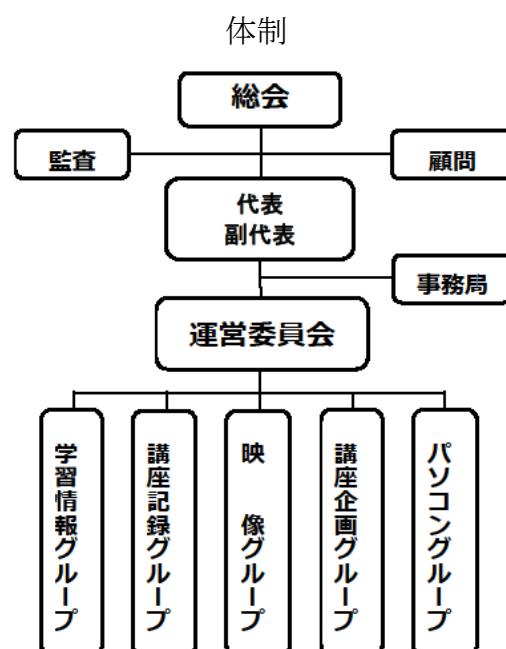 体制
総会
監査
顧問
代表
副代表
事務局
運営委員会
学習情報グループ
講座記録グループ
映　像グループ
講座企画グループ
パソコングループ